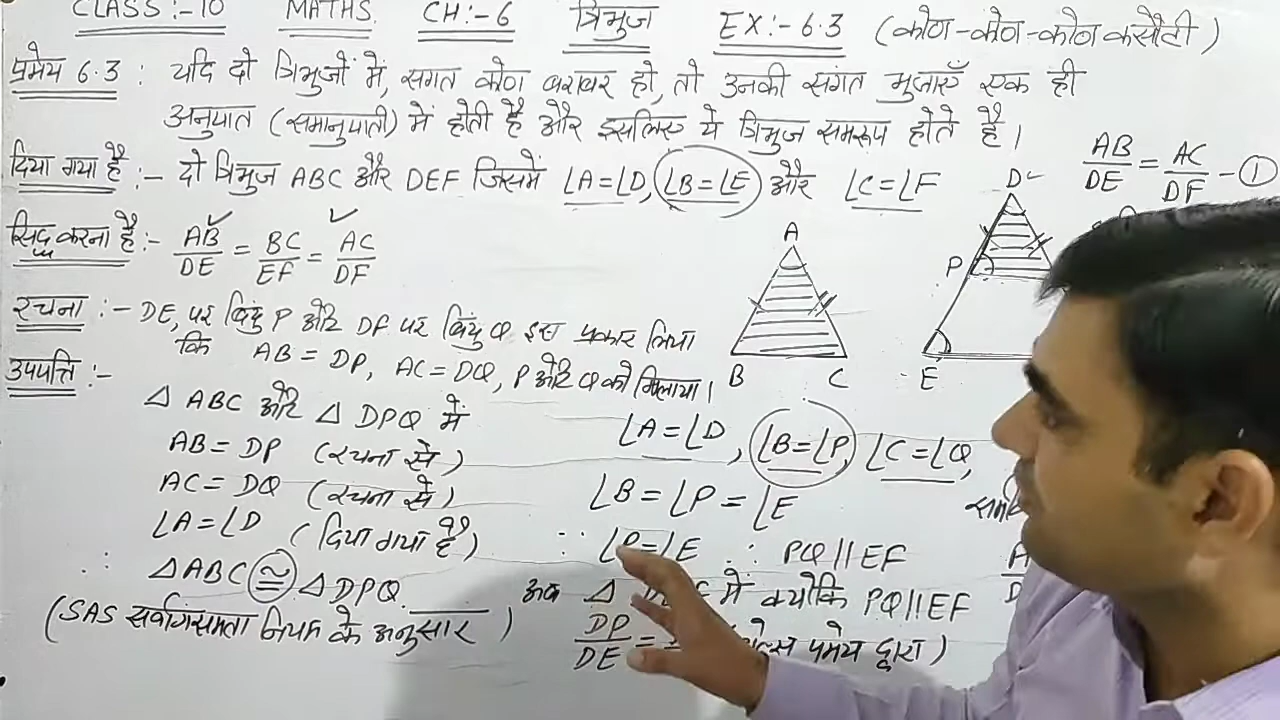 CLASS:-10 MATHS CH:-6 त्रिभुज EX:-6.3 (कोण-कोण-कोण कसौटी)
प्रमेय 6.3 : यदि दो त्रिभुजों में, संगत कोण बराबर हो, तो उनकी संगत भुजाएँ एक ही
अनुपात (समानुपाती) में होती है और इसलिए ये त्रिभुज समरूप होते है।
दिया गया है :- दो त्रिभुज ABC और DEF जिसमें ∠A=∠D, ∠B=∠E और ∠C=∠F
AB/DE = AC/DF - ①
सिद्ध करना है:- AB/DE = BC/EF = AC/DF
A B C
D P E
रचना :- DE, पर बिंदु P और DF पर बिंदु Q इस प्रकार लिया
कि AB = DP, AC = DQ, P और Q को मिलाया।
उपपत्ति :-
Δ ABC और Δ DPQ में
AB = DP (रचना से)
AC = DQ (रचना से)
∠A = ∠D (दिया गया है)
∴ ΔABC ≅ ΔDPQ
(SAS सर्वांगसमता नियम के अनुसार)
∠A=∠D, ∠B=∠P, ∠C=∠Q,
∠B = ∠P = ∠E
∵ ∠P=∠E ∴ PQ||EF
अब Δ में क्योंकि PQ||EF
DP/DE = प्रमेय द्वारा)